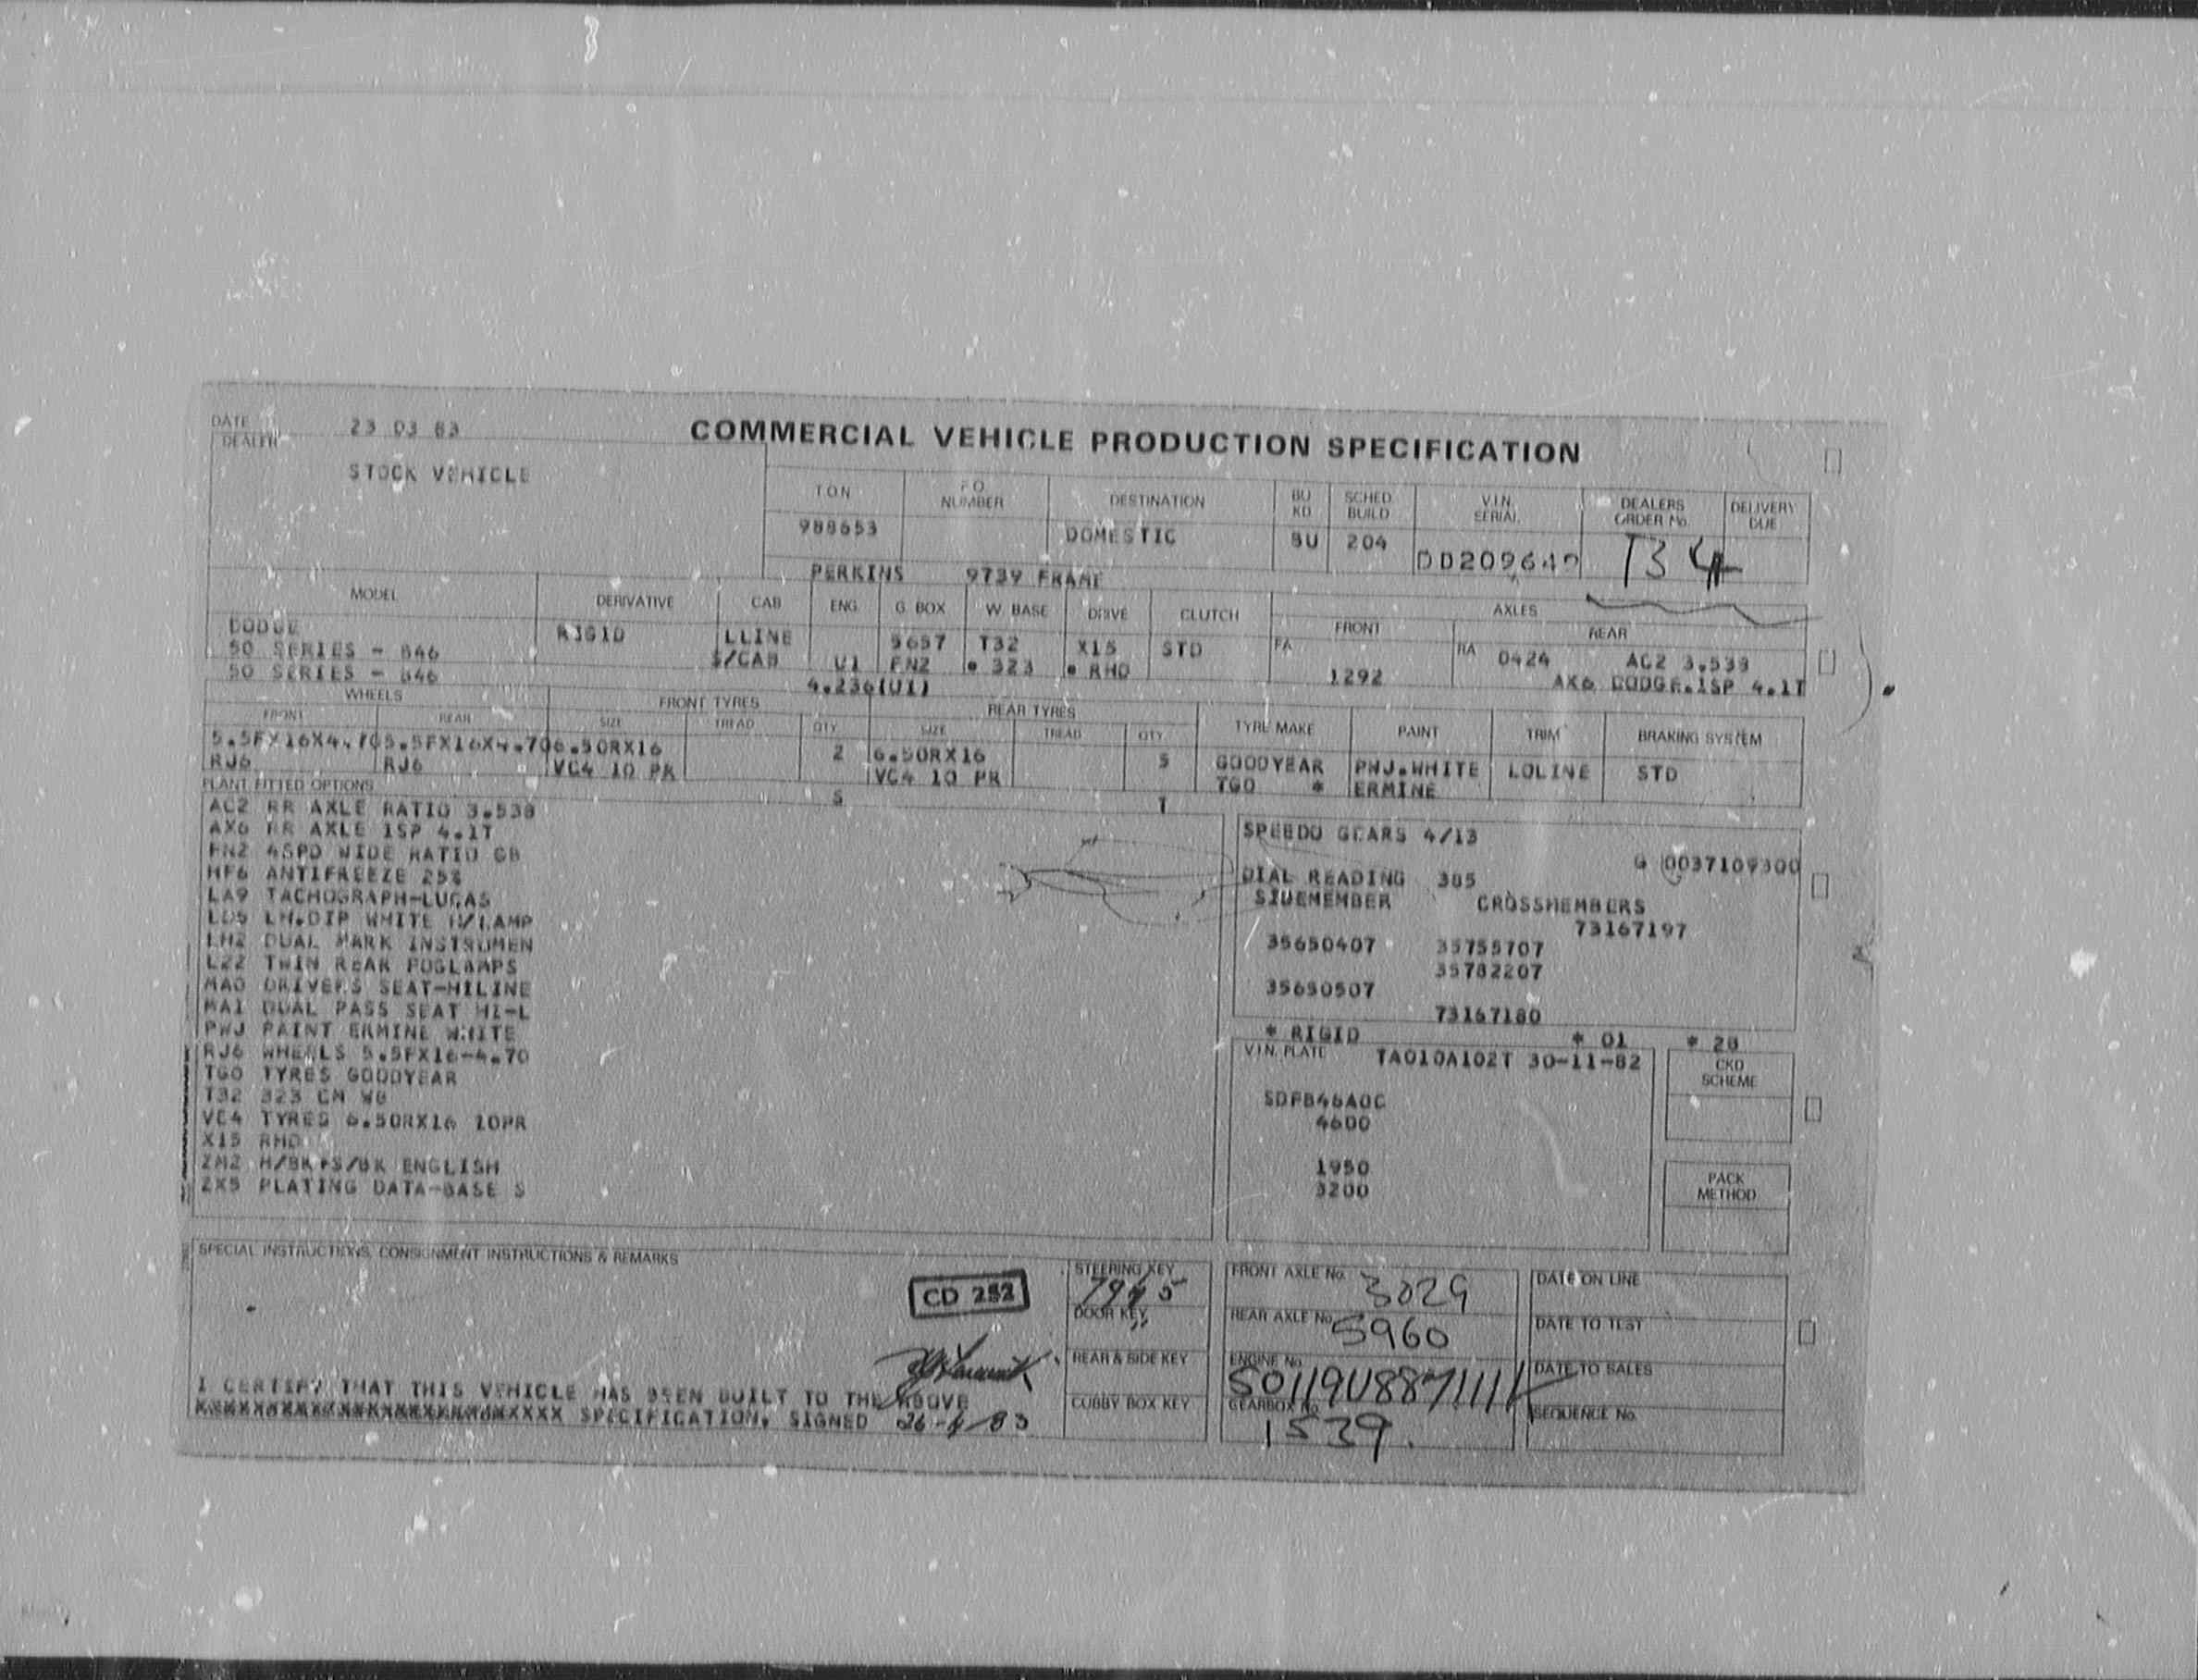 DATE 23 03 83 COMMERCIAL VEHICLE PRODUCTION SPECIFICATION
DEALER
STOCK VEHICLE
T.O.N F.O. NUMBER DESTINATION BU KD SCHED BUILD V.I.N. SERIAL DEALERS ORDER No. DELIVERY DUE
988653 DOMESTIC BU 204 DD209640 T34
PERKINS 9739 FRAME
MODEL DERIVATIVE CAB ENG G. BOX W. BASE DRIVE CLUTCH AXLES
FRONT REAR
DODGE RIGID LLINE 9657 T32 X15 STD FA RA 0424 AC2 3.538
50 SERIES - B46 S/CAB U1 FN2 * 323 * RHD 1292 AX6 DODGE.1SP 4.1T
50 SERIES - B46 4.236(U1)
WHEELS FRONT TYRES REAR TYRES TYRE MAKE PAINT TRIM BRAKING SYSTEM
FRONT REAR SIZE TREAD QTY SIZE TREAD QTY
5.5FX16X4.70 5.5FX16X4.70 6.50RX16 2 6.50RX16 5 GOODYEAR PWJ.WHITE LOLINE STD
RJ6 RJ6 VC4 10 PR VC4 10 PR TGO * ERMINE
PLANT FITTED OPTIONS S T
AC2 RR AXLE RATIO 3.538
AX6 RR AXLE 1SP 4.1T
FN2 4SPD WIDE RATIO GB
HF6 ANTIFREEZE 25%
LA9 TACHOGRAPH-LUCAS
LD5 LH.DIP WHITE H/LAMP
LH2 DUAL MARK INSTRUMEN
LZ2 TWIN REAR FOGLAMPS
MA0 DRIVERS SEAT-HILINE
MA1 DUAL PASS SEAT HI-L
PWJ PAINT ERMINE WHITE
RJ6 WHEELS 5.5FX16-4.70
TGO TYRES GOODYEAR
T32 323 CM WB
VC4 TYRES 6.50RX16 10PR
X15 RHD
ZM2 H/BK+S/BK ENGLISH
ZX5 PLATING DATA-BASE S
SPEEDO GEARS 4/13
G 0037109300
DIAL READING 385
SIDEMEMBER CROSSMEMBERS
73167197
35650407 35755707
35782207
35650507
73167180
* RIGID * 01 * 28
V.I.N. PLATE TA010A102T 30-11-82
SDFB46A0C
4600
1950
3200
CKD SCHEME
PACK METHOD
SPECIAL INSTRUCTIONS, CONSIGNMENT INSTRUCTIONS & REMARKS
CD 252
I CERTIFY THAT THIS VEHICLE HAS BEEN BUILT TO THE ABOVE
SPECIFICATION, SIGNED 26-4-83
STEERING KEY 7945
DOOR KEY "
REAR & SIDE KEY
CUBBY BOX KEY
FRONT AXLE No. 3029
REAR AXLE No. 5960
ENGINE No.
GEARBOX No. 1539.
DATE ON LINE
DATE TO TEST
DATE TO SALES
SEQUENCE No.